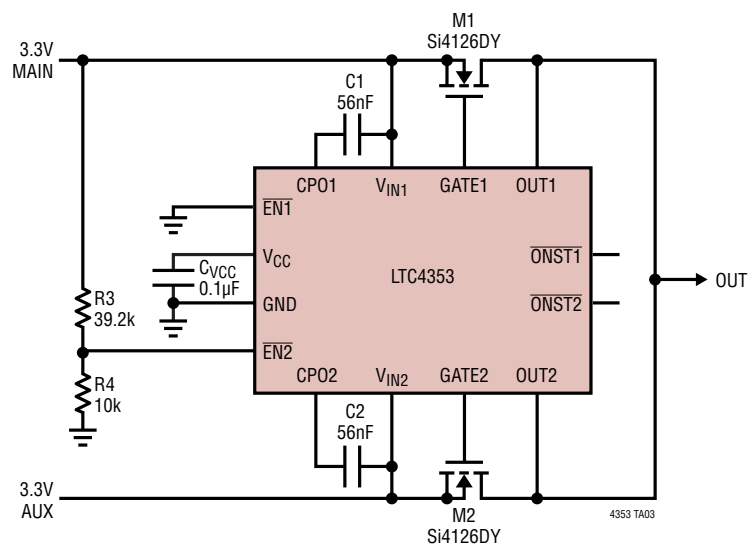 M1
Si4126DY
3.3V
MAIN
C1
56nF
CPO1
VIN1
GATE1
OUT1
EN1
VCC
CVCC
0.1µF
GND
LTC4353
ONST1
ONST2
OUT
R3
39.2k
EN2
R4
10k
CPO2
VIN2
GATE2
OUT2
C2
56nF
3.3V
AUX
M2
Si4126DY
4353 TA03